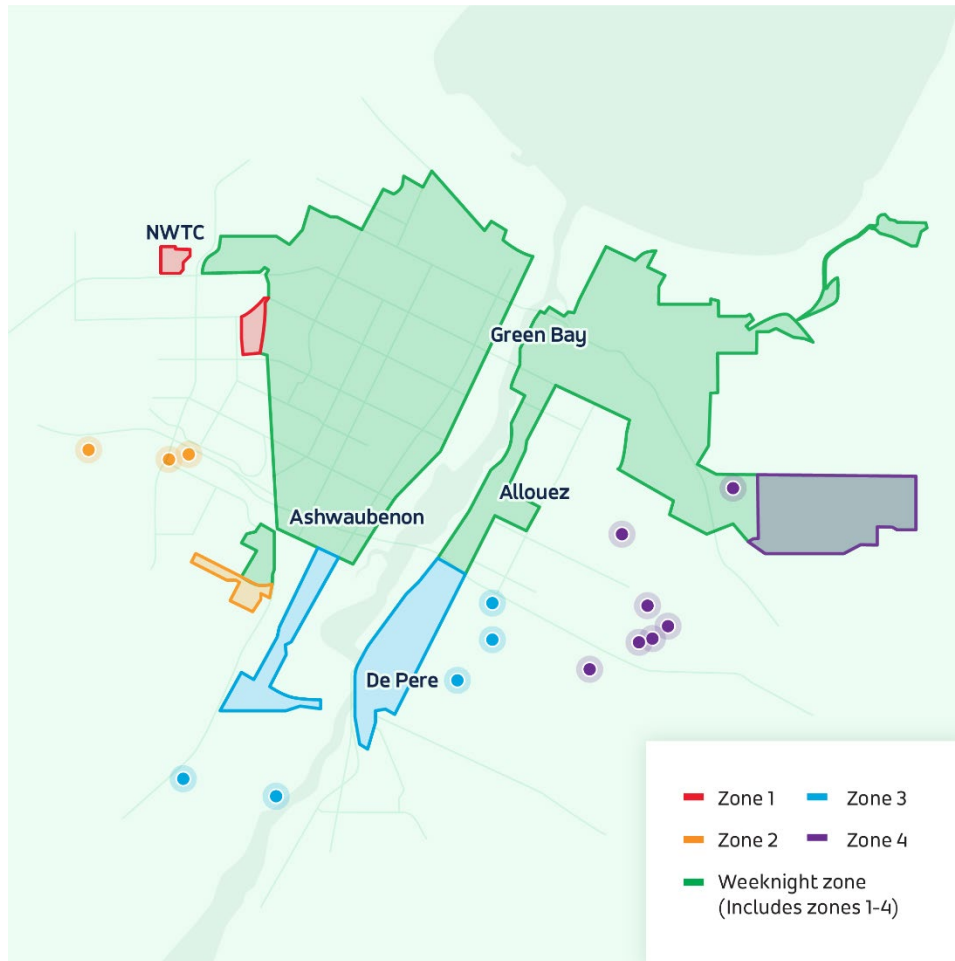 NWTC
Green Bay
Allouez
Ashwaubenon
De Pere
Zone 1
Zone 3
Zone 2
Zone 4
Weeknight zone
(Includes zones 1-4)